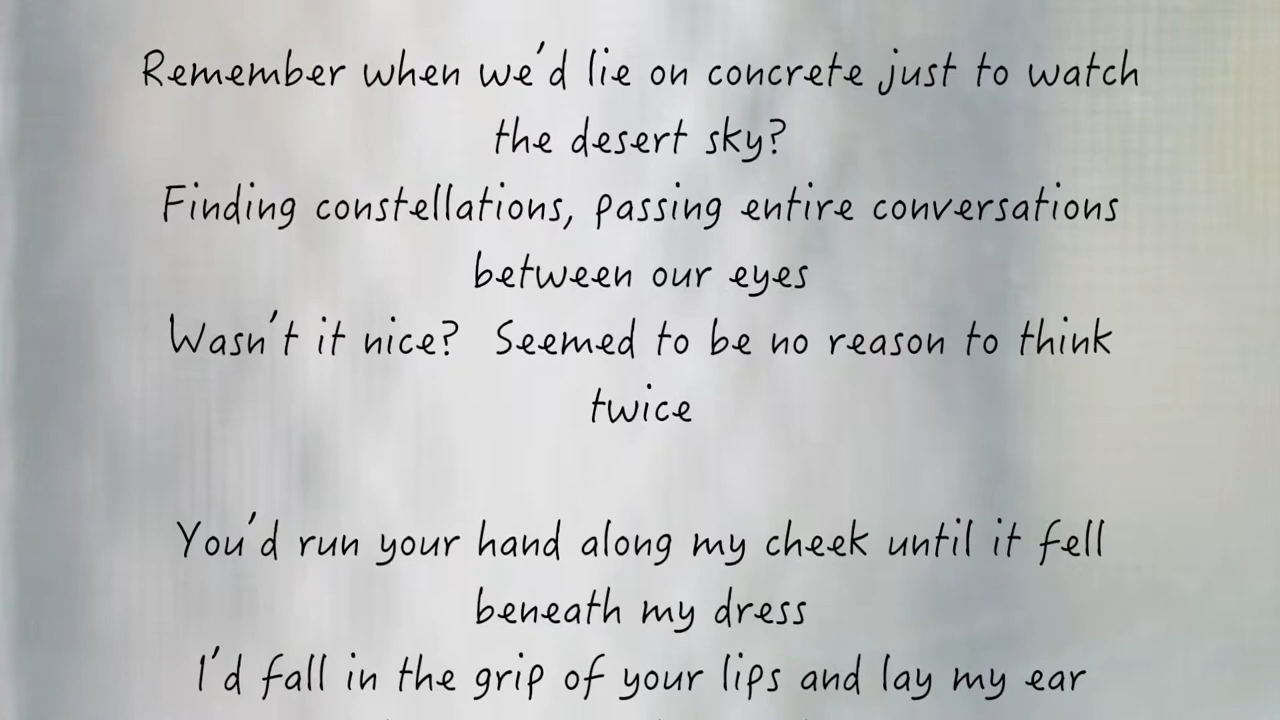 Remember when we'd lie on concrete just to watch
the desert sky?
Finding constellations, passing entire conversations
between our eyes
Wasn't it nice?  Seemed to be no reason to think
twice
You'd run your hand along my cheek until it fell
beneath my dress
I'd fall in the grip of your lips and lay my ear